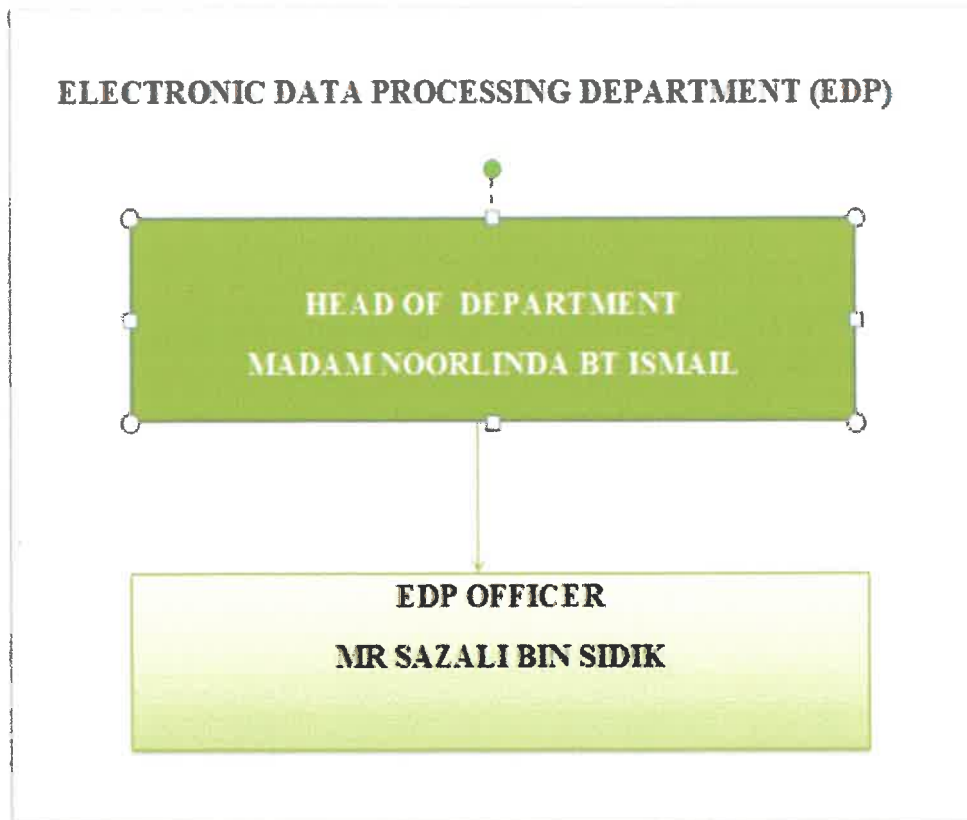 ELECTRONIC DATA PROCESSING DEPARTMENT (EDP)
HEAD OF DEPARTMENT
MADAM NOORLINDA BT ISMAIL
EDP OFFICER
MR SAZALI BIN SIDIK